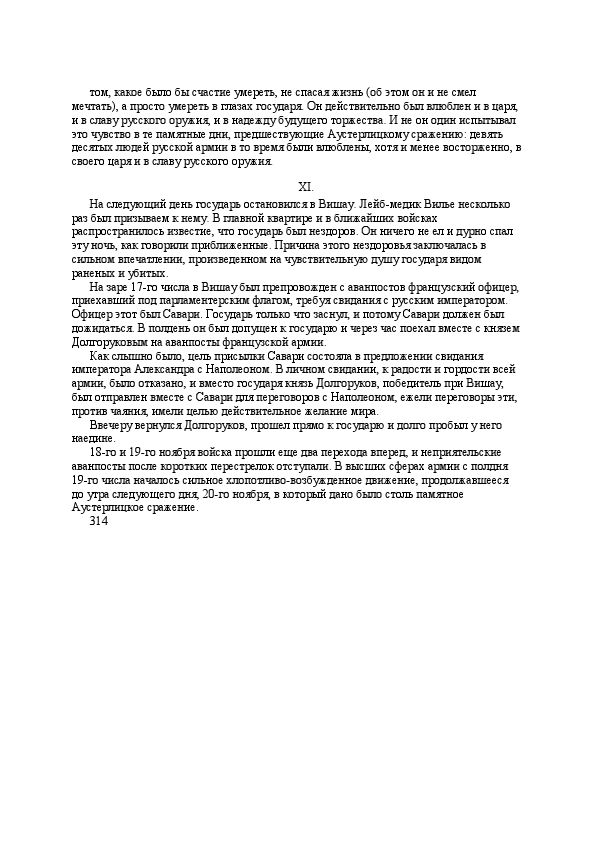 том, какое было бы счастие умереть, не спасая жизнь (об этом он и не смел
мечтать), а просто умереть в глазах государя. Он действительно был влюблен и в царя,
и в славу русского оружия, и в надежду будущего торжества. И не он один испытывал
это чувство в те памятные дни, предшествующие Аустерлицкому сражению: девять
десятых людей русской армии в то время были влюблены, хотя и менее восторженно, в
своего царя и в славу русского оружия.
XI.
На следующий день государь остановился в Вишау. Лейб-медик Вилье несколько
раз был призываем к нему. В главной квартире и в ближайших войсках
распространилось известие, что государь был нездоров. Он ничего не ел и дурно спал
эту ночь, как говорили приближенные. Причина этого нездоровья заключалась в
сильном впечатлении, произведенном на чувствительную душу государя видом
раненых и убитых.
На заре 17-го числа в Вишау был препровожден с аванпостов французский офицер,
приехавший под парламентерским флагом, требуя свидания с русским императором.
Офицер этот был Савари. Государь только что заснул, и потому Савари должен был
дожидаться. В полдень он был допущен к государю и через час поехал вместе с князем
Долгоруковым на аванпосты французской армии.
Как слышно было, цель присылки Савари состояла в предложении свидания
императора Александра с Наполеоном. В личном свидании, к радости и гордости всей
армии, было отказано, и вместо государя князь Долгоруков, победитель при Вишау,
был отправлен вместе с Савари для переговоров с Наполеоном, ежели переговоры эти,
против чаяния, имели целью действительное желание мира.
Ввечеру вернулся Долгоруков, прошел прямо к государю и долго пробыл у него
наедине.
18-го и 19-го ноября войска прошли еще два перехода вперед, и неприятельские
аванпосты после коротких перестрелок отступали. В высших сферах армии с полдня
19-го числа началось сильное хлопотливо-возбужденное движение, продолжавшееся
до утра следующего дня, 20-го ноября, в который дано было столь памятное
Аустерлицкое сражение.
314